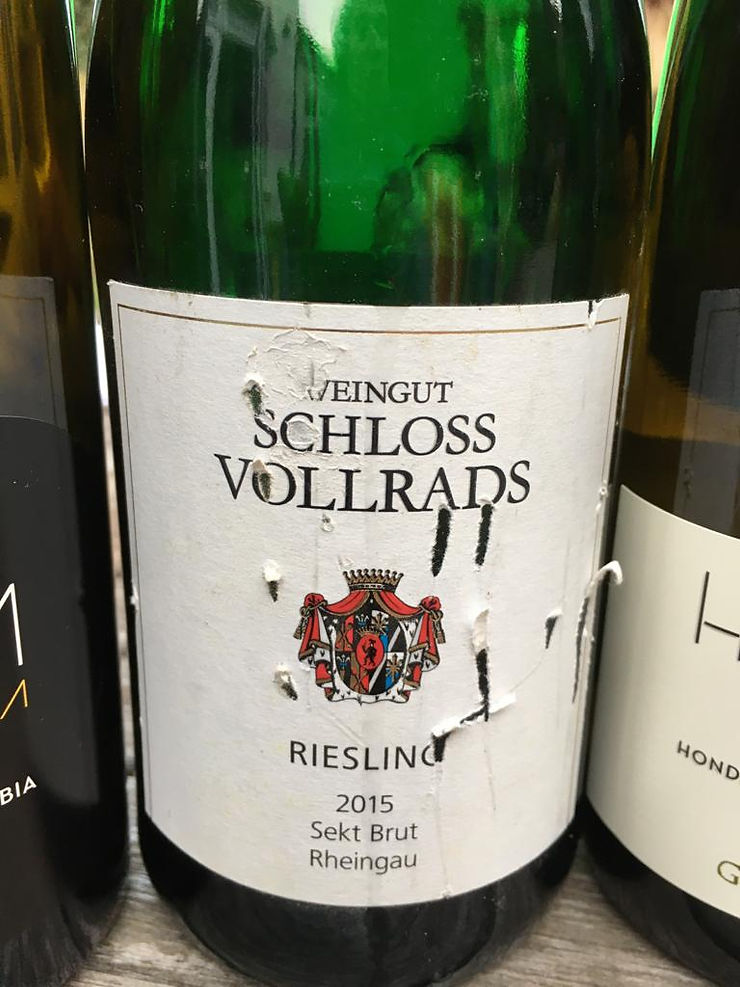 WEINGUT
SCHLOSS
VOLLRADS
RIESLING
2015
Sekt Brut
Rheingau